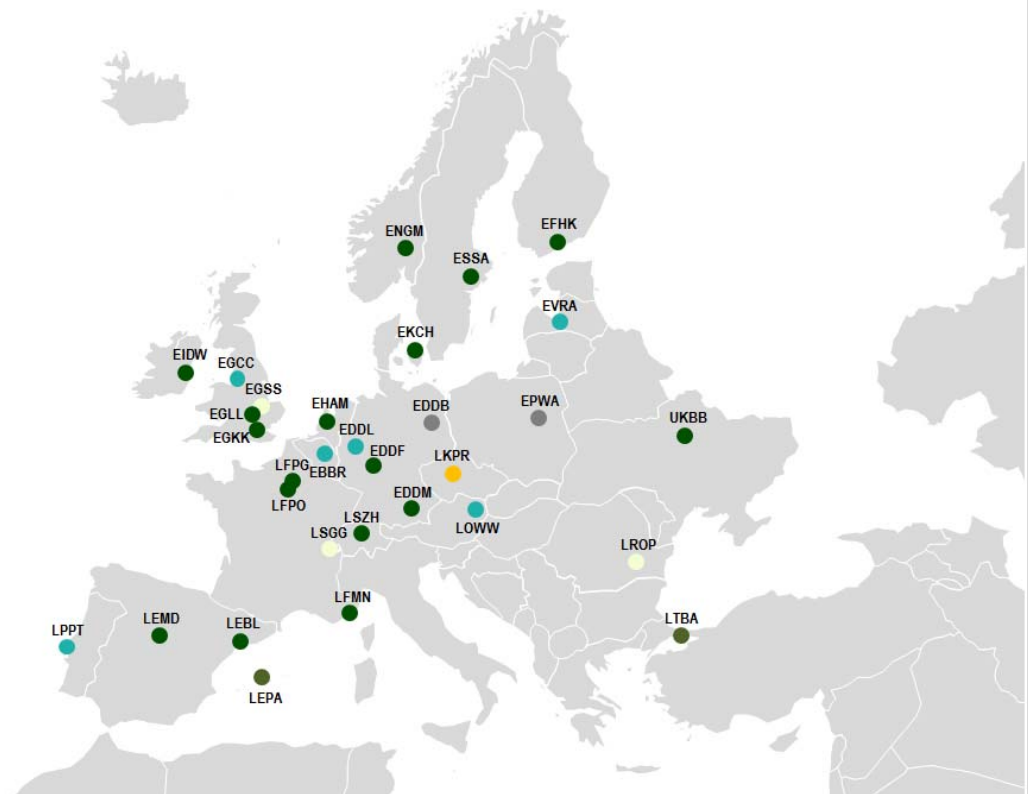 EFHK
ENGM
ESSA
EVRA
EKCH
EIDW
EGCC
EGSS
EHAM
EDDB
EPWA
EGLL
UKBB
EGKK
EDDL
EDDF
LKPR
LFPG
EBBR
EDDM
LFPO
LSZH
LOWW
LSGG
LROP
LFMN
LEMD
LEBL
LTBA
LPPT
LEPA